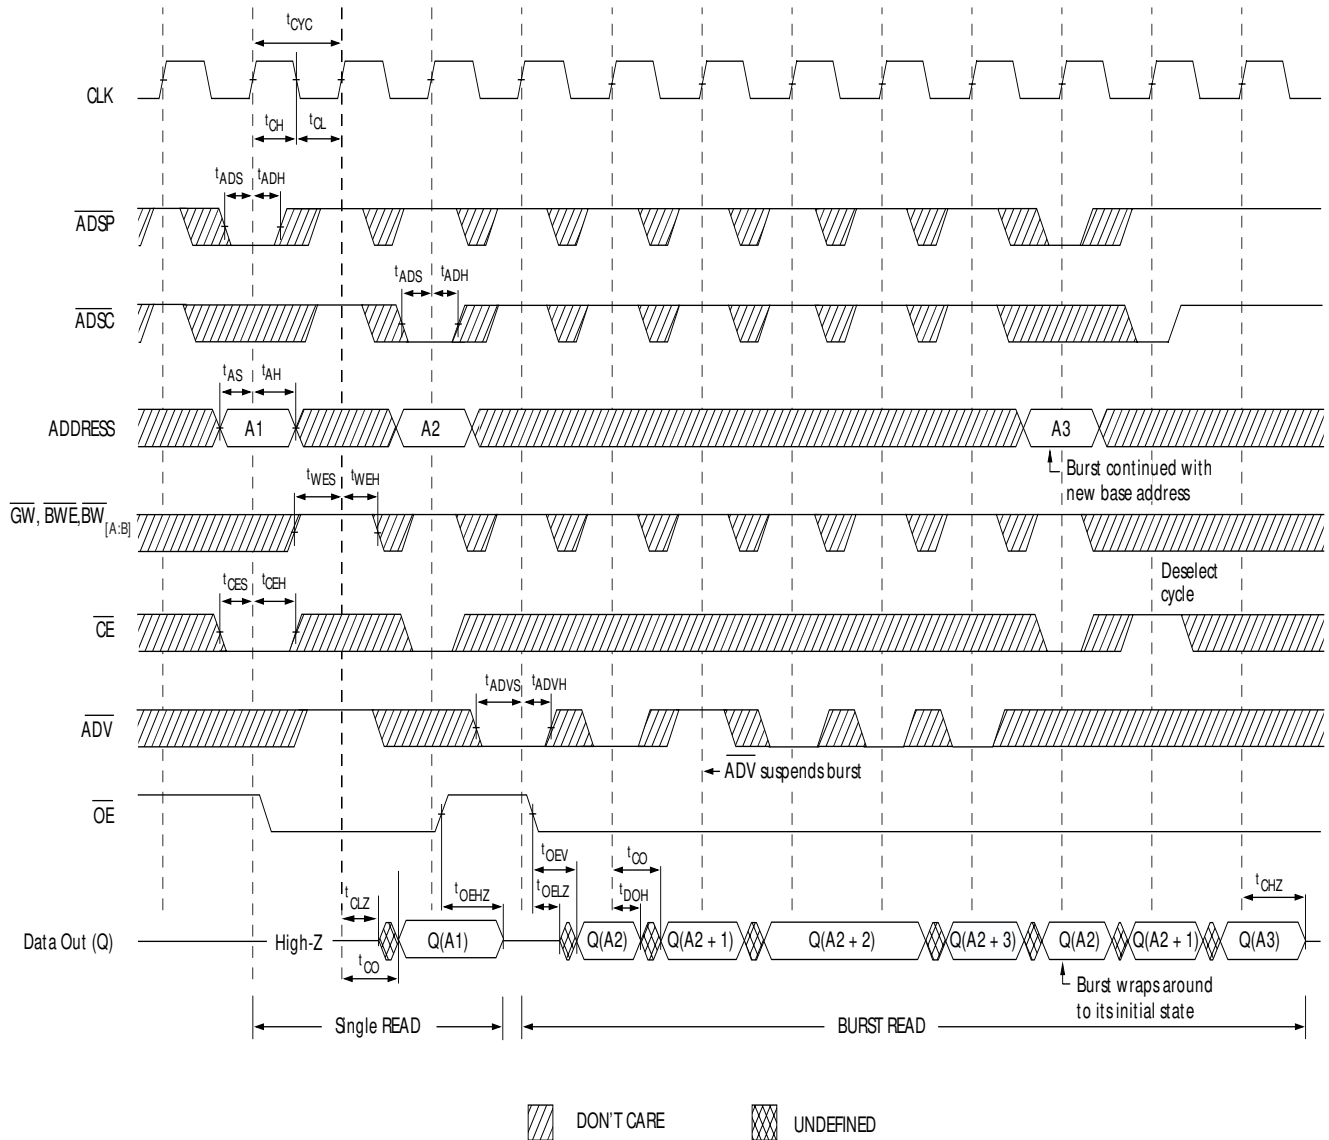 tCYC
CLK
tCH tCL
tADS tADH
ADSP
tADS tADH
ADSC
tAS tAH
ADDRESS A1 A2 A3
Burst continued with
new base address
tWES tWEH
GW, BWE,BW[A:B]
Deselect
cycle
tCES tCEH
CE
tADVS tADVH
ADV
ADV suspends burst
OE
tOEV tCO
tCLZ tOEHZ tOELZ tDOH tCHZ
Data Out (Q) High-Z Q(A1) Q(A2) Q(A2 + 1) Q(A2 + 2) Q(A2 + 3) Q(A2) Q(A2 + 1) Q(A3)
tCO
Burst wraps around
to its initial state
Single READ BURST READ
DON'T CARE UNDEFINED